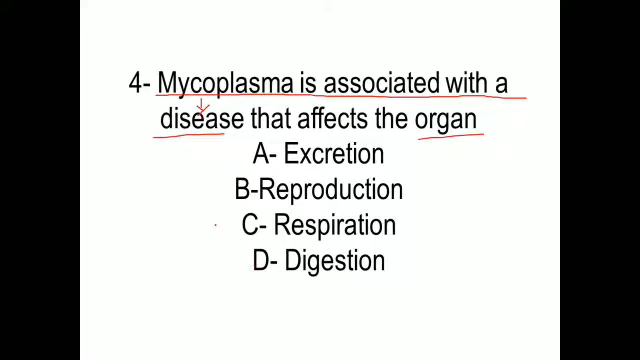 4- Mycoplasma is associated with a
disease that affects the organ
A- Excretion
B-Reproduction
C- Respiration
D- Digestion